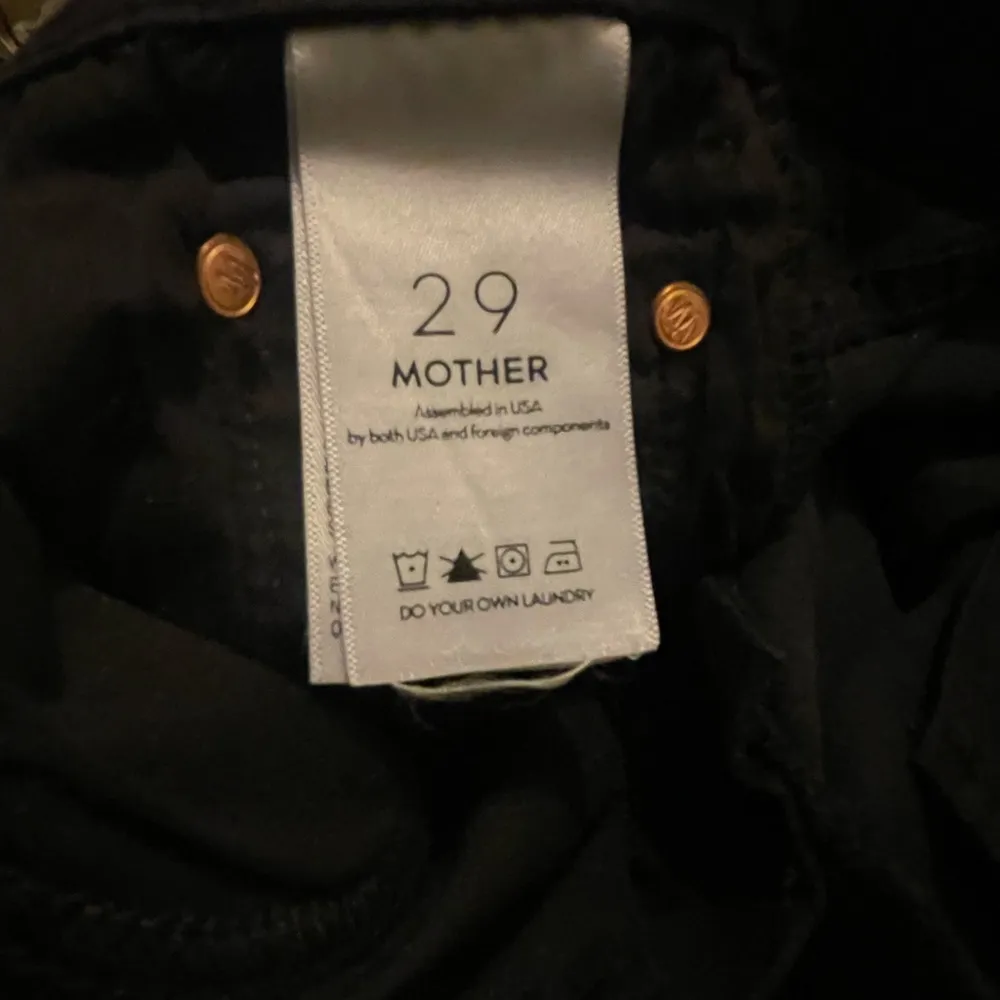 29
MOTHER
Assembled in USA
by both USA and foreign components
DO YOUR OWN LAUNDRY